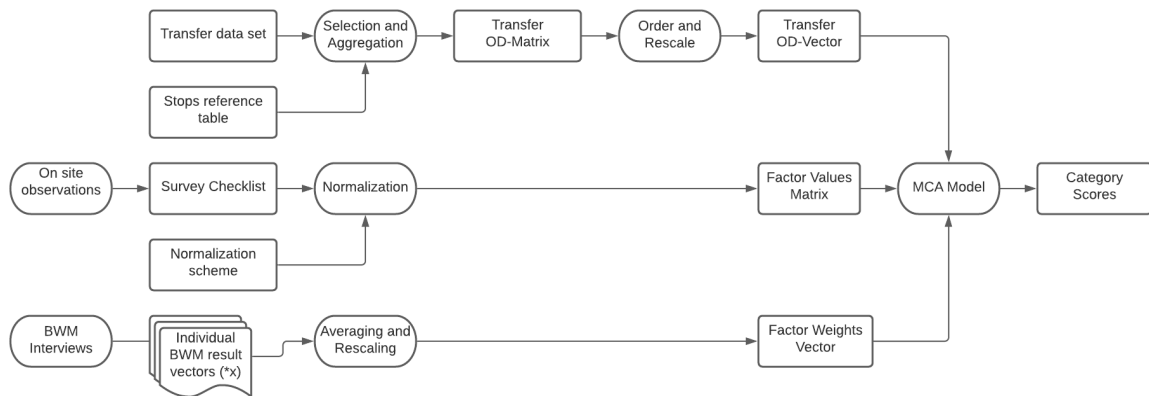 Transfer data set
Selection and
Aggregation
Transfer
OD-Matrix
Order and
Rescale
Transfer
OD-Vector
Stops reference
table
On site
observations
Survey Checklist
Normalization
Factor Values
Matrix
MCA Model
Category
Scores
Normalization
scheme
BWM
Interviews
Individual
BWM result
vectors (*x)
Averaging and
Rescaling
Factor Weights
Vector